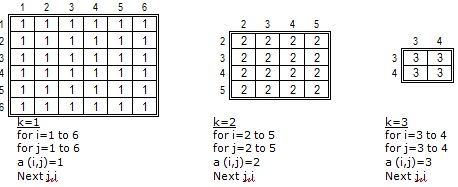 1 2 3 4 5 6
1 1 1 1 1 1 1
2 1 1 1 1 1 1
3 1 1 1 1 1 1
4 1 1 1 1 1 1
5 1 1 1 1 1 1
6 1 1 1 1 1 1
k=1
for i=1 to 6
for j=1 to 6
a (i,j)=1
Next j,i
2 3 4 5
2 2 2 2 2
3 2 2 2 2
4 2 2 2 2
5 2 2 2 2
k=2
for i=2 to 5
for j=2 to 5
a (i,j)=2
Next j,i
3 4
3 3 3
4 3 3
k=3
for i=3 to 4
for j=3 to 4
a (i,j)=3
Next j,i